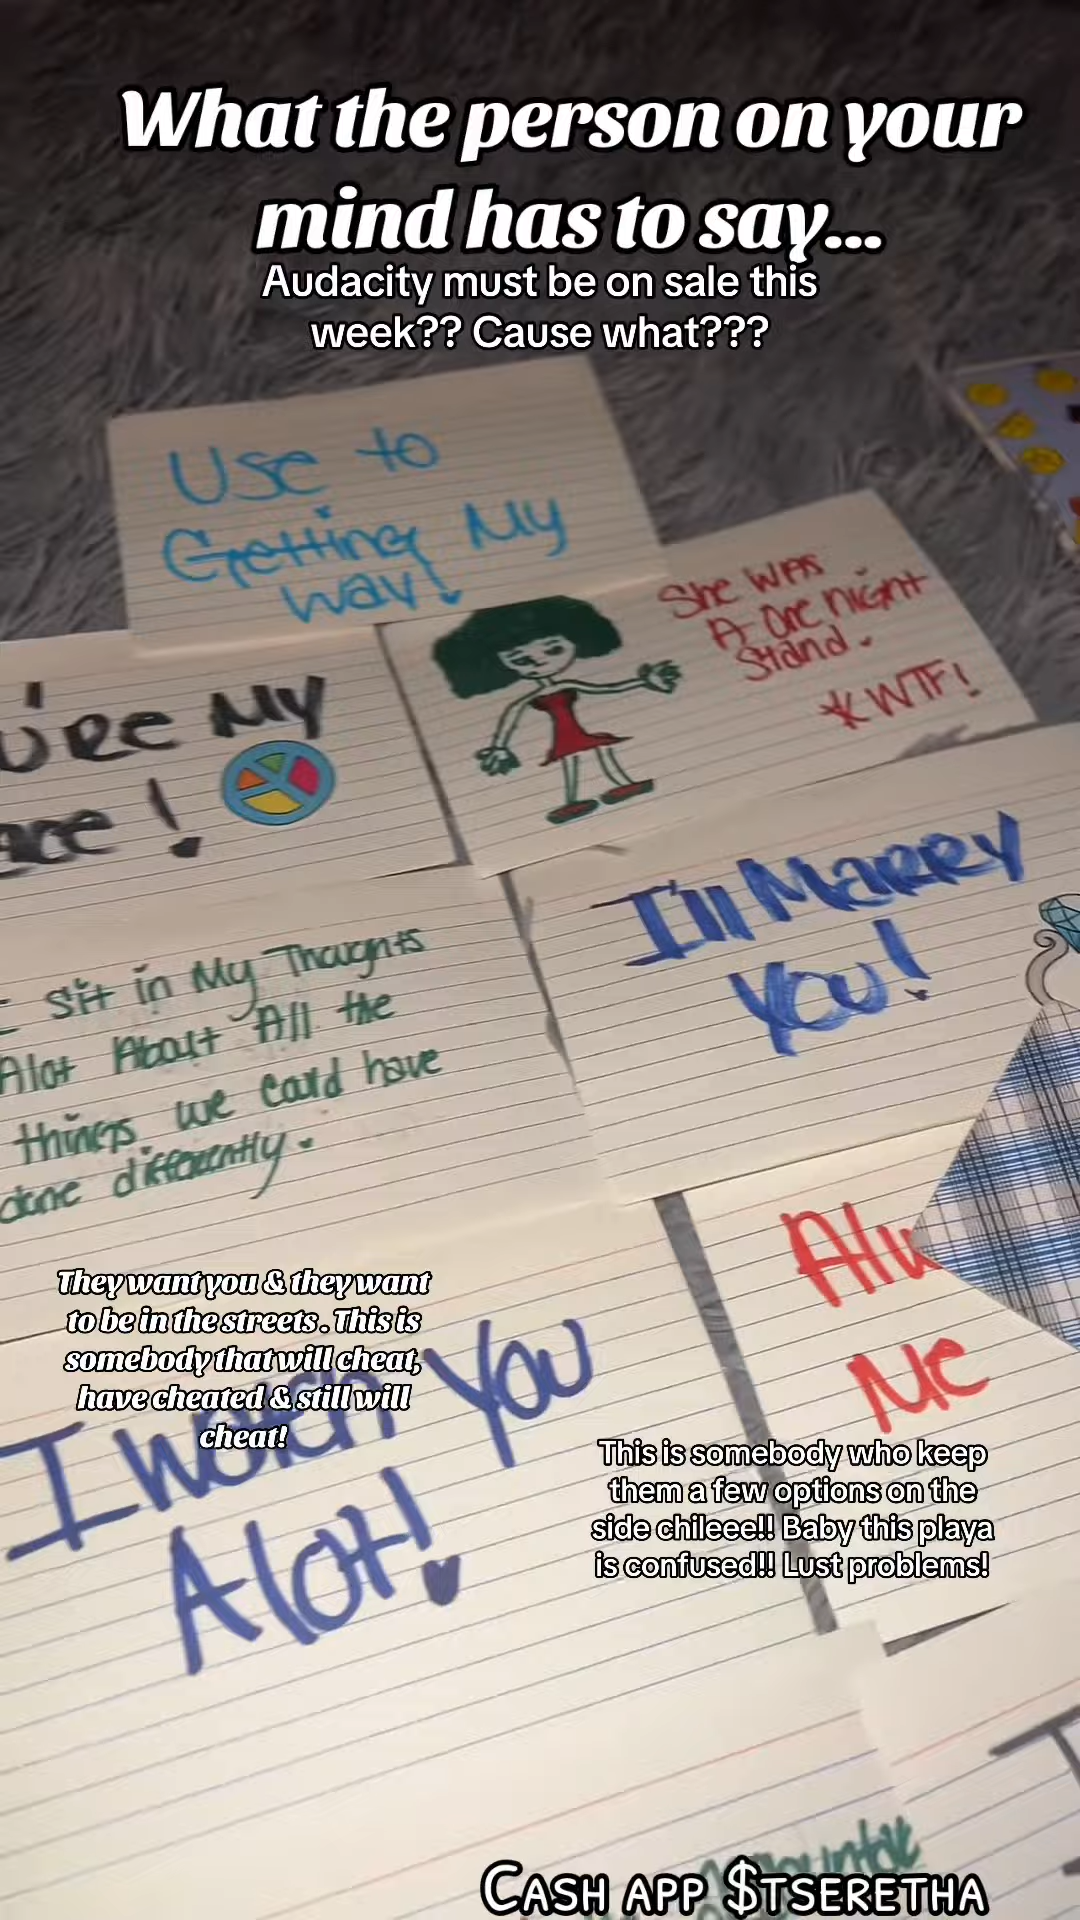 What the person on your
mind has to say...
Audacity must be on sale this
week?? Cause what???
Use to
Getting My
way!
She was
A one night
Stand.
*WTF!
u're My
ace!
I'll Marry
You!
Sit in My Thoughts
Alot About All the
things we could have
done differently.
They want you & they want
to be in the streets. This is
somebody that will cheat,
have cheated & still will
cheat!
I Watch You
Alot!
Me
This is somebody who keep
them a few options on the
side chileee!! Baby this playa
is confused!! Lust problems!
Cash app $tseretha